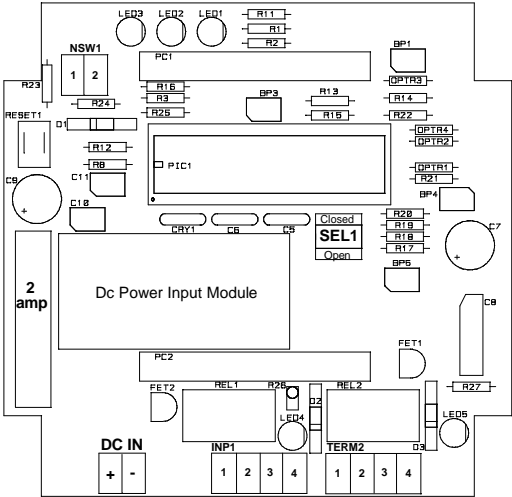 LED3 LED2 LED1 R11
R1
R2
NSW1
1 2
PC1
BP1
R23
R16
R3
R25
R24
BP3
R13
R15
OPTR3
R14
R22
RESET1
D1
OPTR4
OPTR2
R12
R8
PIC1
OPTR1
R21
C11
C9
+
C10
BP4
CRY1 C6 C5
Closed
SEL1
Open
R20
R19
R18
R17
C7
+
2
amp
Dc Power Input Module
BP5
C8
FET1
PC2
FET2
REL1
R26
REL2
R27
D2
LED4
LED5
D3
DC IN
+ -
INP1
1 2 3 4
TERM2
1 2 3 4